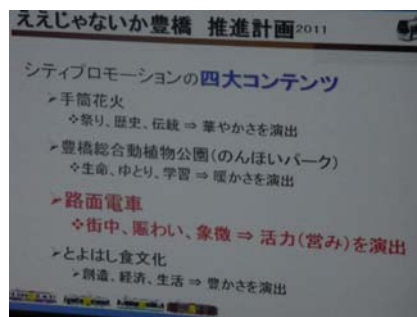 ええじゃないか豊橋 推進計画2011
シティプロモーションの四大コンテンツ
➢手筒花火
❖祭り、歴史、伝統 ⇒ 華やかさを演出
➢豊橋総合動植物公園(のんほいパーク)
❖生命、ゆとり、学習 ⇒ 暖かさを演出
➢路面電車
❖街中、賑わい、象徴 ⇒ 活力(営み)を演出
➢とよはし食文化
➢創造、経済、生活 ⇒ 豊かさを演出